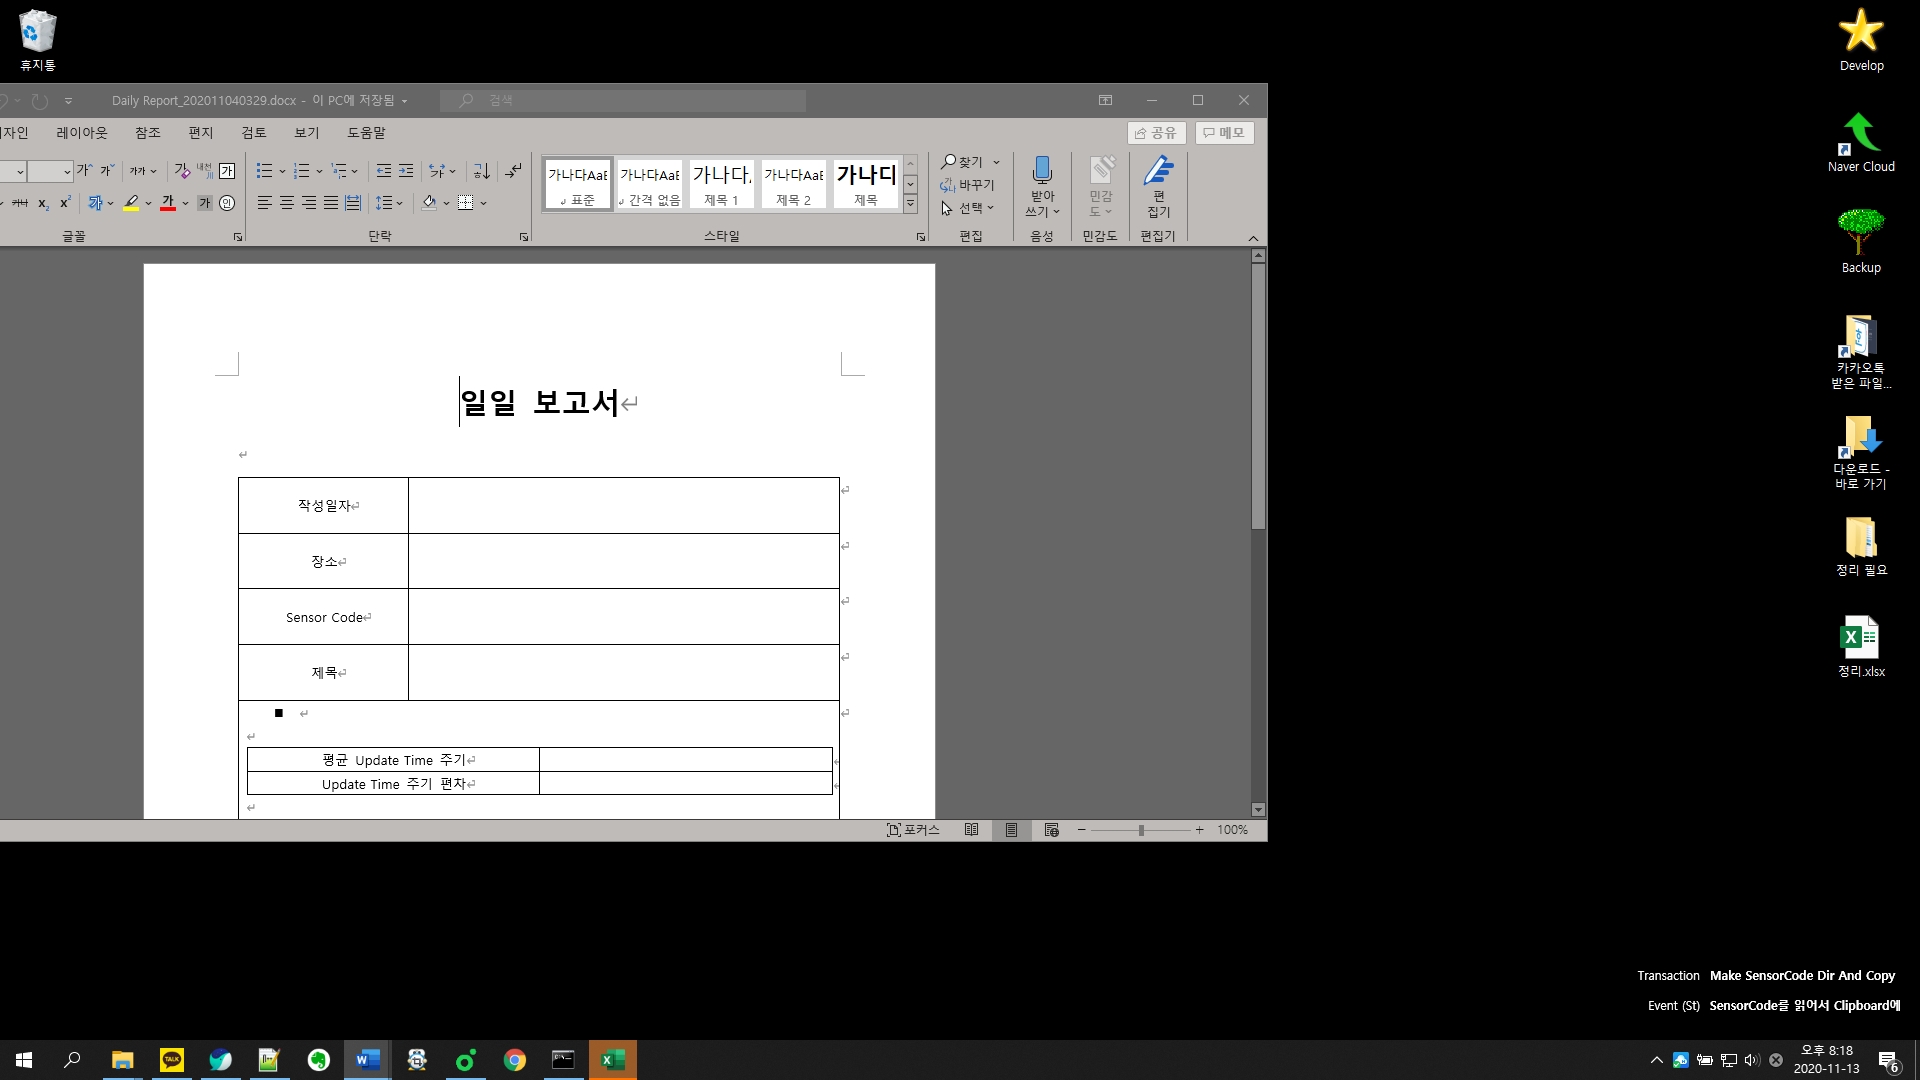 휴지통
Develop
Naver Cloud
Backup
카카오톡
받은 파일...
다운로드 -
바로 가기
정리 필요
정리.xlsx
Daily Report_202011040329.docx - 이 PC에 저장됨
검색
레이아웃 참조 편지 검토 보기 도움말
공유 메모
가나다AaB 가나다AaB 가나다 가나다AaB 가나다
표준 간격 없음 제목 1 제목 2 제목
찾기
바꾸기
선택
받아
쓰기
민감
도
편
집기
글꼴 단락 스타일 편집 음성 민감도 편집기
일일 보고서
작성일자
장소
Sensor Code
제목
평균 Update Time 주기
Update Time 주기 편차
포커스
100%
Transaction Make SensorCode Dir And Copy
Event (St) SensorCode를 읽어서 Clipboard에
TALK
오후 8:18
2020-11-13
6